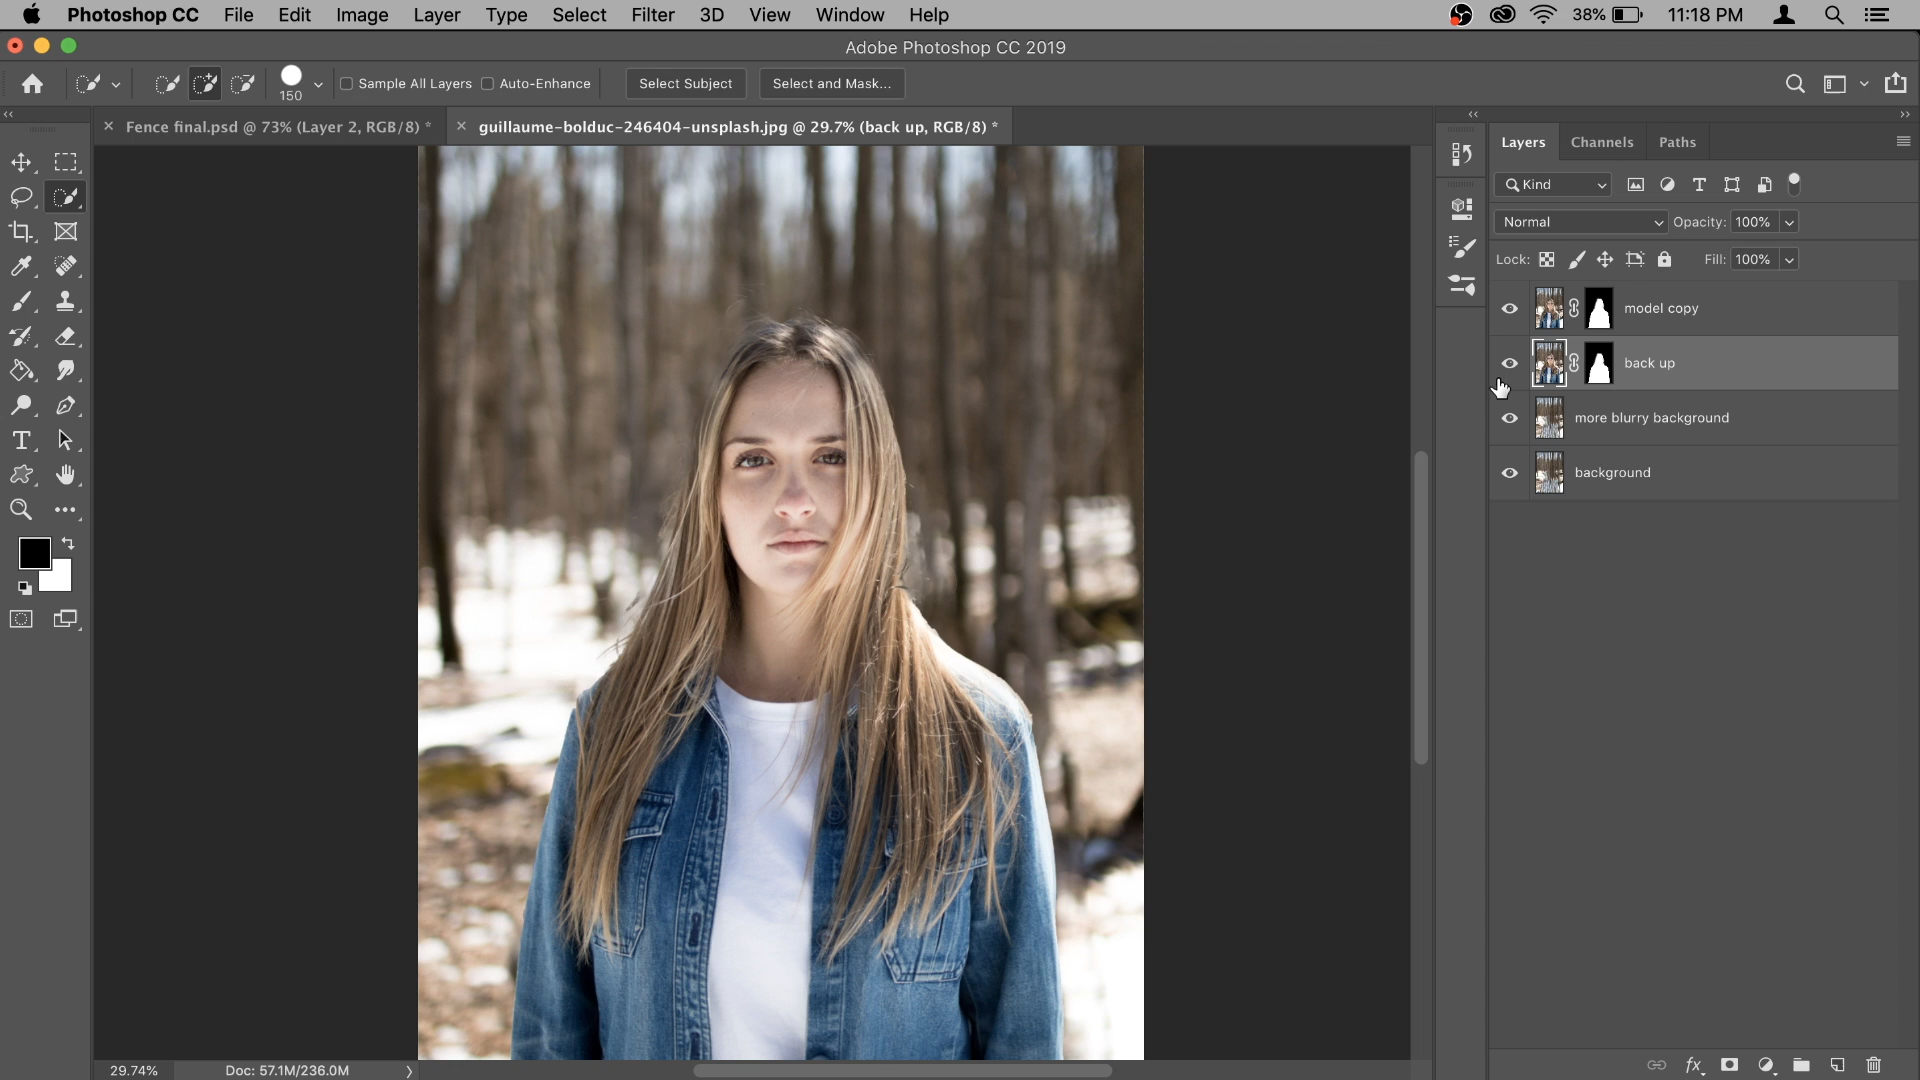 Photoshop CC File Edit Image Layer Type Select Filter 3D View Window Help 38% 11:18 PM
Adobe Photoshop CC 2019
150 Sample All Layers Auto-Enhance Select Subject Select and Mask...
Fence final.psd @ 73% (Layer 2, RGB/8) * guillaume-bolduc-246404-unsplash.jpg @ 29.7% (back up, RGB/8) *
Layers Channels Paths
Kind
Normal Opacity: 100%
Lock: Fill: 100%
model copy
back up
more blurry background
background
29.74% Doc: 57.1M/236.0M